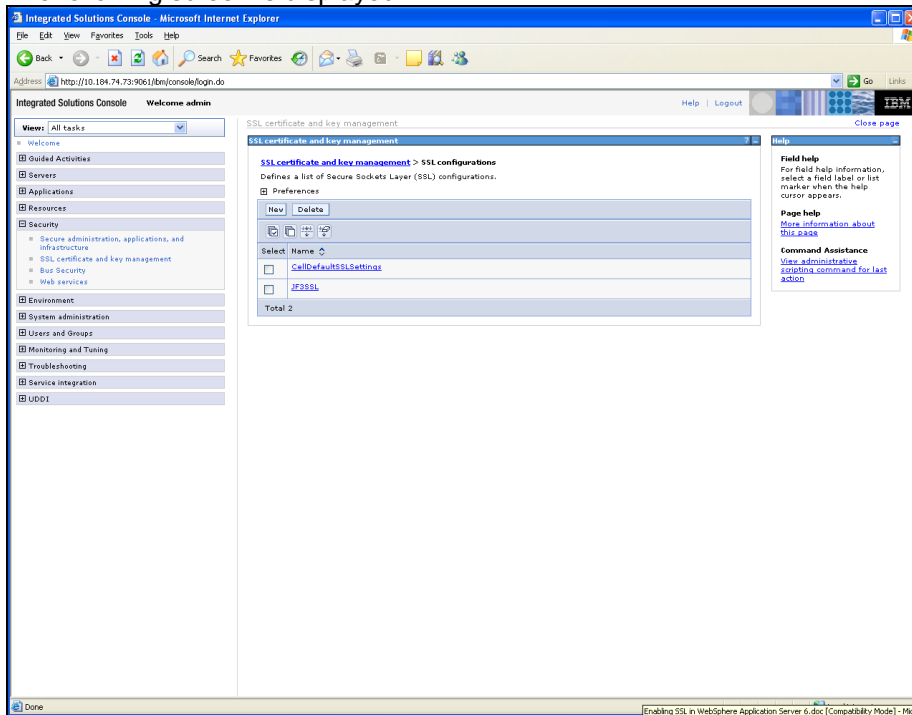 Integrated Solutions Console - Microsoft Internet Explorer
File Edit View Favorites Tools Help
Back Search Favorites
Address http://10.184.74.73:9061/ibm/console/login.do Go Links
Integrated Solutions Console Welcome admin Help | Logout IBM
View: All tasks
Welcome
Guided Activities
Servers
Applications
Resources
Security
Secure administration, applications, and
infrastructure
SSL certificate and key management
Bus Security
Web services
Environment
System administration
Users and Groups
Monitoring and Tuning
Troubleshooting
Service integration
UDDI
SSL certificate and key management Close page
SSL certificate and key management ? -
SSL certificate and key management > SSL configurations
Defines a list of Secure Sockets Layer (SSL) configurations.
Preferences
New Delete
Select Name
CellDefaultSSLSettings
JF3SSL
Total 2
Help -
Field help
For field help information,
select a field label or list
marker when the help
cursor appears.
Page help
More information about
this page
Command Assistance
View administrative
scripting command for last
action
Done
Enabling SSL in WebSphere Application Server 6.doc [Compatibility Mode] - Mic